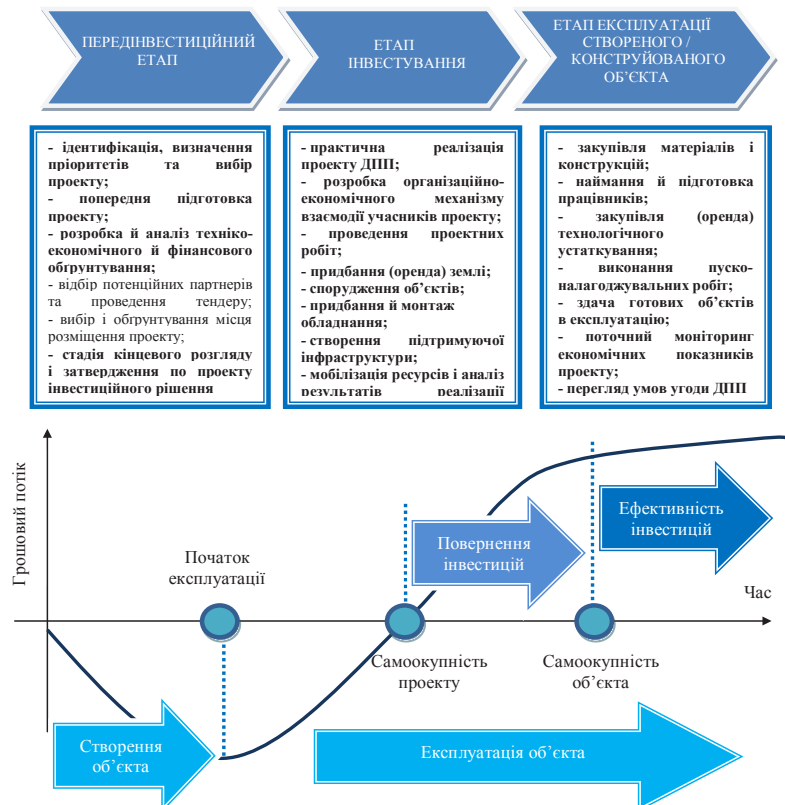 ПЕРЕДІНВЕСТИЦІЙНИЙ
ЕТАП
ЕТАП
ІНВЕСТУВАННЯ
ЕТАП ЕКСПЛУАТАЦІЇ
СТВОРЕНОГО /
КОНСТРУЙОВАНОГО
ОБ’ЄКТА
- ідентифікація, визначення
пріоритетів та вибір
проекту;
- попередня підготовка
проекту;
- розробка й аналіз техніко-
економічного й фінансового
обґрунтування;
- відбір потенційних партнерів
та проведення тендеру;
- вибір і обґрунтування місця
розміщення проекту;
- стадія кінцевого розгляду
і затвердження по проекту
інвестиційного рішення
- практична реалізація
проекту ДПП;
- розробка організаційно-
економічного механізму
взаємодії учасників проекту;
- проведення проектних
робіт;
- придбання (оренда) землі;
- спорудження об’єктів;
- придбання й монтаж
обладнання;
- створення підтримуючої
інфраструктури;
- мобілізація ресурсів і аналіз
результатів реалізації
- закупівля матеріалів і
конструкцій;
- наймання й підготовка
працівників;
- закупівля (оренда)
технологічного
устаткування;
- виконання пуско-
налагоджувальних робіт;
- здача готових об’єктів
в експлуатацію;
- поточний моніторинг
економічних показників
проекту;
- перегляд умов угоди ДПП
Грошовий потік
Початок
експлуатації
Повернення
інвестицій
Ефективність
інвестицій
Час
Самоокупність
проекту
Самоокупність
об’єкта
Створення
об’єкта
Експлуатація об’єкта